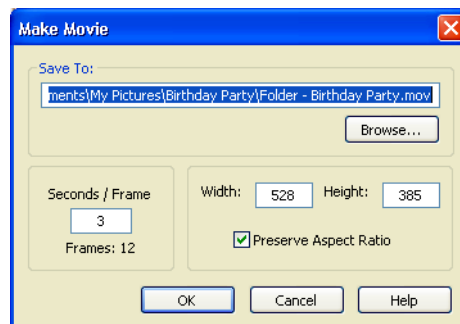 Make Movie
Save To:
ments\My Pictures\Birthday Party\Folder - Birthday Party.mov
Browse...
Seconds / Frame
3
Frames: 12
Width: 528 Height: 385
Preserve Aspect Ratio
OK Cancel Help